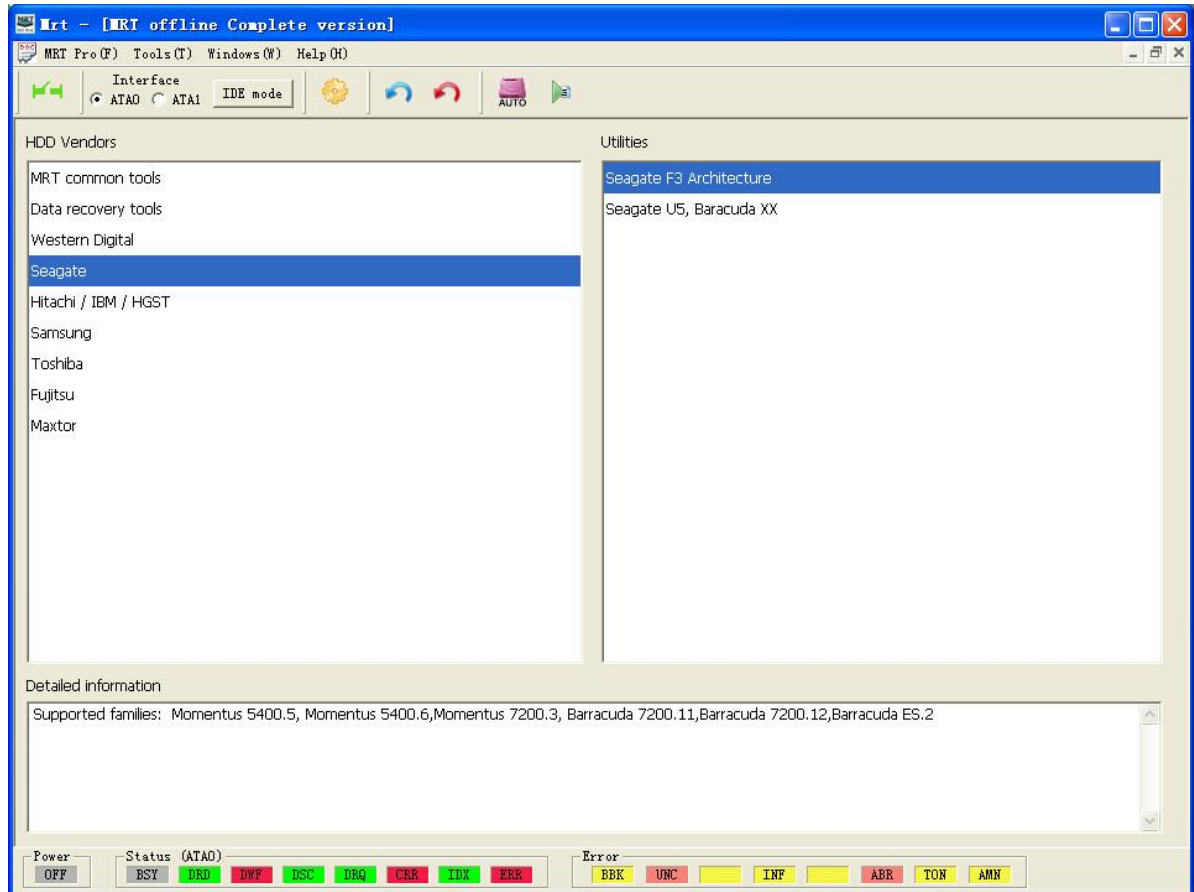 Mrt - [MRT offline Complete version]
MRT Pro(F) Tools(T) Windows(W) Help(H)
Interface
ATA0 ATA1 IDE mode
AUTO
HDD Vendors
MRT common tools
Data recovery tools
Western Digital
Seagate
Hitachi / IBM / HGST
Samsung
Toshiba
Fujitsu
Maxtor
Utilities
Seagate F3 Architecture
Seagate U5, Baracuda XX
Detailed information
Supported families: Momentus 5400.5, Momentus 5400.6,Momentus 7200.3, Barracuda 7200.11,Barracuda 7200.12,Barracuda ES.2
Power
OFF
Status (ATA0)
BSY DRD DWF DSC DRQ CRR IDX ERR
Error
BBK UNC INF ABR TON AMN